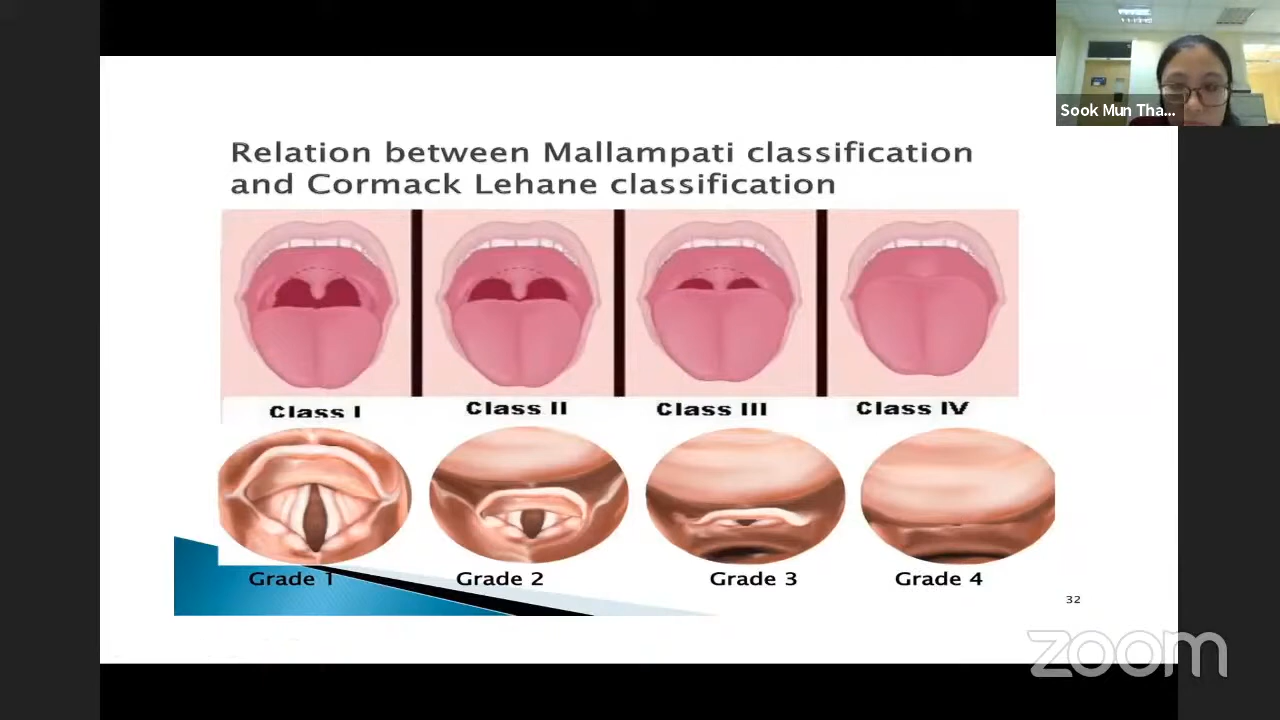 Sook Mun Tha...
Relation between Mallampati classification
and Cormack Lehane classification
Class I
Class II
Class III
Class IV
Grade 1
Grade 2
Grade 3
Grade 4
32
zoom